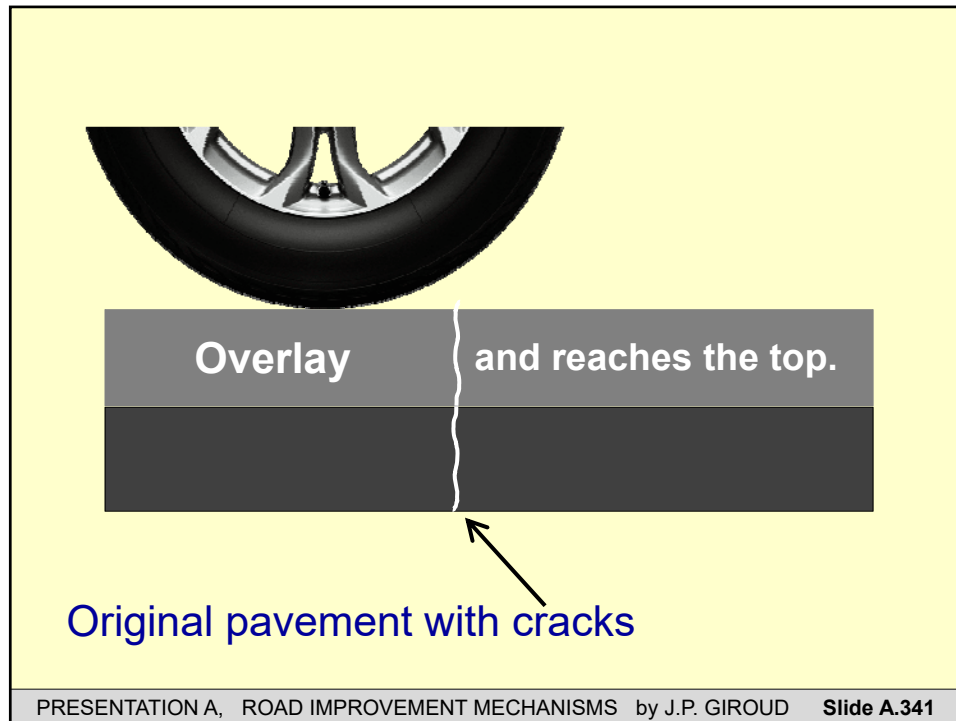 Overlay and reaches the top.
Original pavement with cracks
PRESENTATION A, ROAD IMPROVEMENT MECHANISMS by J.P. GIROUD Slide A.341